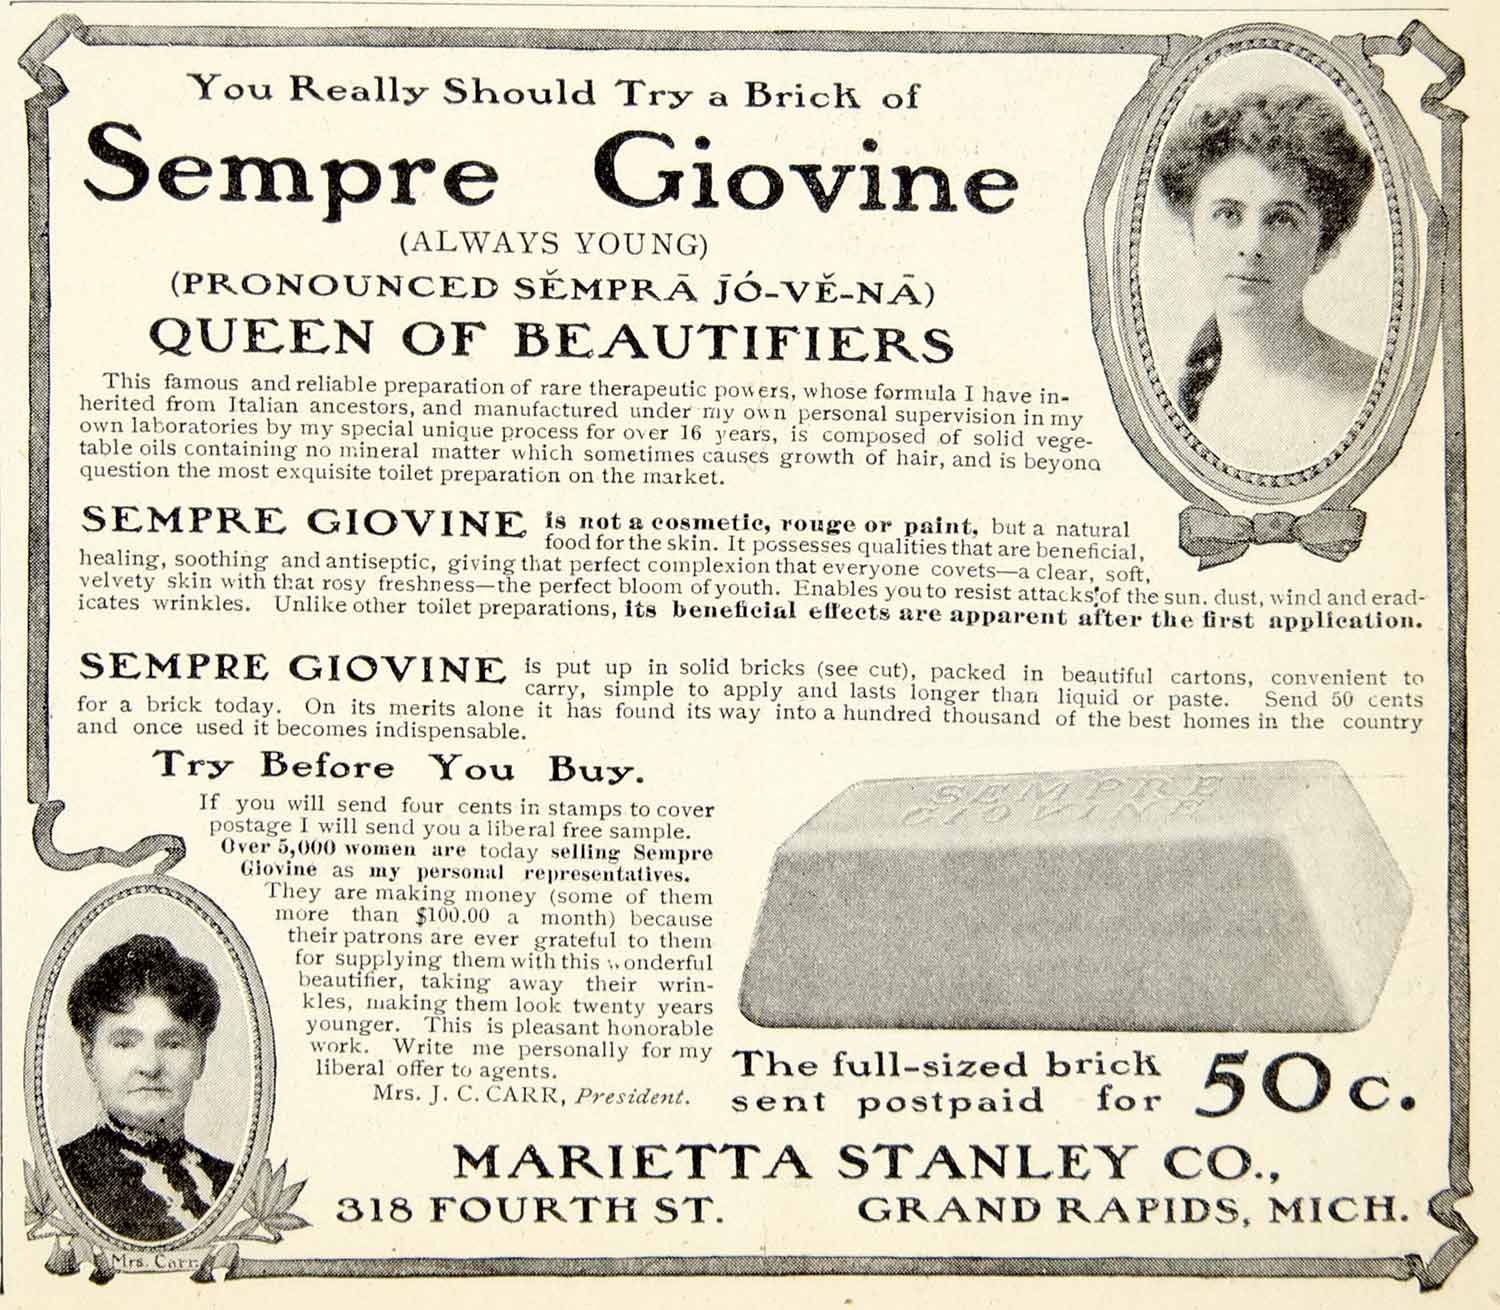 You Really Should Try a Brick of
Sempre Giovine
(ALWAYS YOUNG)
(PRONOUNCED SĔMPRĀ JṒ-VĔ-NĀ)
QUEEN OF BEAUTIFIERS
This famous and reliable preparation of rare therapeutic powers, whose formula I have in-
herited from Italian ancestors, and manufactured under my own personal supervision in my
own laboratories by my special unique process for over 16 years, is composed of solid vege-
table oils containing no mineral matter which sometimes causes growth of hair, and is beyond
question the most exquisite toilet preparation on the market.
SEMPRE GIOVINE is not a cosmetic, rouge or paint, but a natural
food for the skin. It possesses qualities that are beneficial,
healing, soothing and antiseptic, giving that perfect complexion that everyone covets—a clear, soft,
velvety skin with that rosy freshness—the perfect bloom of youth. Enables you to resist attacks of the sun. dust, wind and erad-
icates wrinkles. Unlike other toilet preparations, its beneficial effects are apparent after the first application.
SEMPRE GIOVINE is put up in solid bricks (see cut), packed in beautiful cartons, convenient to
carry, simple to apply and lasts longer than liquid or paste. Send 50 cents
for a brick today. On its merits alone it has found its way into a hundred thousand of the best homes in the country
and once used it becomes indispensable.
Try Before You Buy.
If you will send four cents in stamps to cover
postage I will send you a liberal free sample.
Over 5,000 women are today selling Sempre
Giovine as my personal representatives.
They are making money (some of them
more than $100.00 a month) because
their patrons are ever grateful to them
for supplying them with this wonderful
beautifier, taking away their wrin-
kles, making them look twenty years
younger. This is pleasant honorable
work. Write me personally for my
liberal offer to agents.
Mrs. J. C. CARR, President.
Mrs. Carr.
SEMPRE
GIOVINE
The full-sized brick
sent postpaid for 50c.
MARIETTA STANLEY CO.,
318 FOURTH ST. GRAND RAPIDS, MICH.